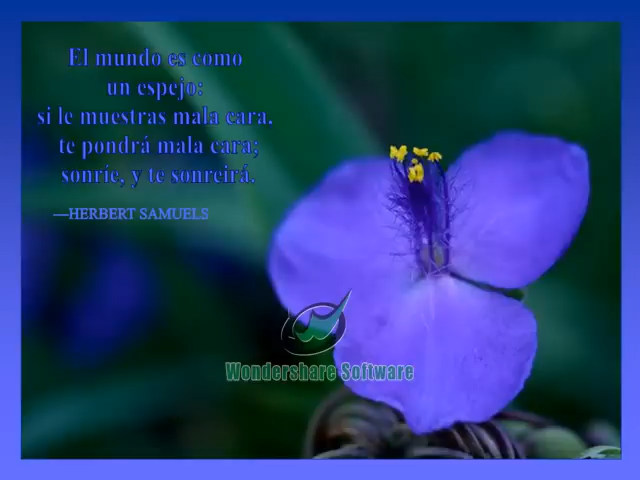 El mundo es como
un espejo:
si le muestras mala cara,
te pondrá mala cara;
sonríe, y te sonreirá.
—HERBERT SAMUELS
Wondershare Software